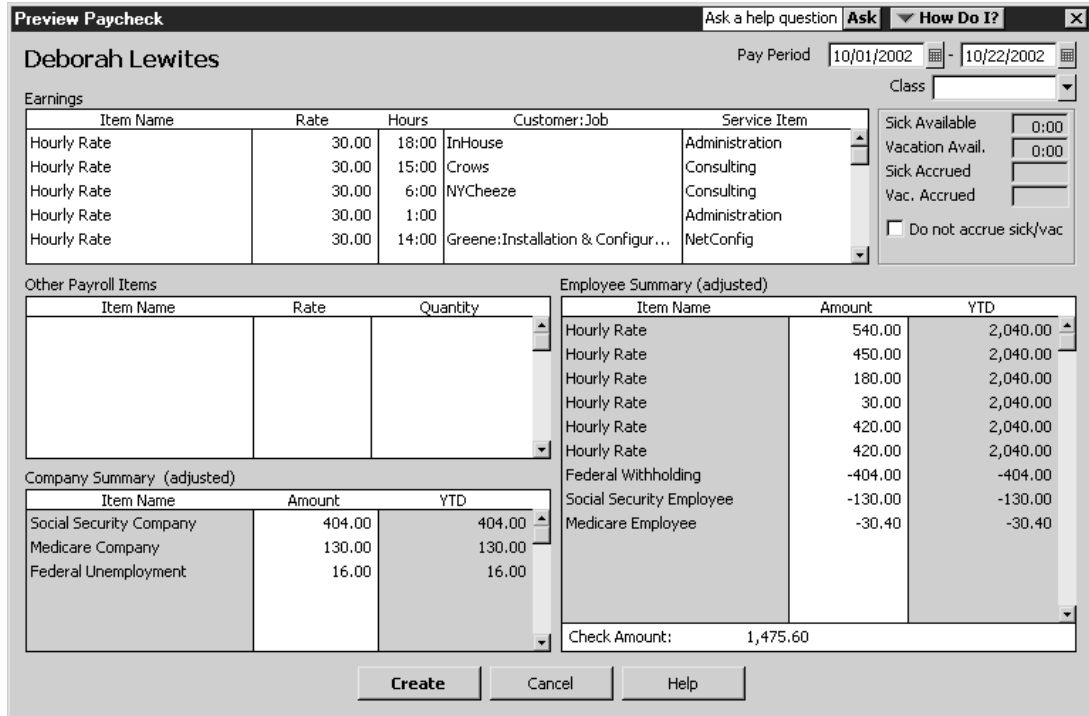 Preview Paycheck Ask a help question Ask How Do I? X
Deborah Lewites
Pay Period 10/01/2002 - 10/22/2002
Class
Earnings
Item Name Rate Hours Customer:Job Service Item
Hourly Rate 30.00 18:00 InHouse Administration
Hourly Rate 30.00 15:00 Crows Consulting
Hourly Rate 30.00 6:00 NYCheeze Consulting
Hourly Rate 30.00 1:00 Administration
Hourly Rate 30.00 14:00 Greene:Installation & Configur... NetConfig
Sick Available 0:00
Vacation Avail. 0:00
Sick Accrued
Vac. Accrued
Do not accrue sick/vac
Other Payroll Items
Item Name Rate Quantity
Company Summary (adjusted)
Item Name Amount YTD
Social Security Company 404.00 404.00
Medicare Company 130.00 130.00
Federal Unemployment 16.00 16.00
Employee Summary (adjusted)
Item Name Amount YTD
Hourly Rate 540.00 2,040.00
Hourly Rate 450.00 2,040.00
Hourly Rate 180.00 2,040.00
Hourly Rate 30.00 2,040.00
Hourly Rate 420.00 2,040.00
Hourly Rate 420.00 2,040.00
Federal Withholding -404.00 -404.00
Social Security Employee -130.00 -130.00
Medicare Employee -30.40 -30.40
Check Amount: 1,475.60
Create Cancel Help